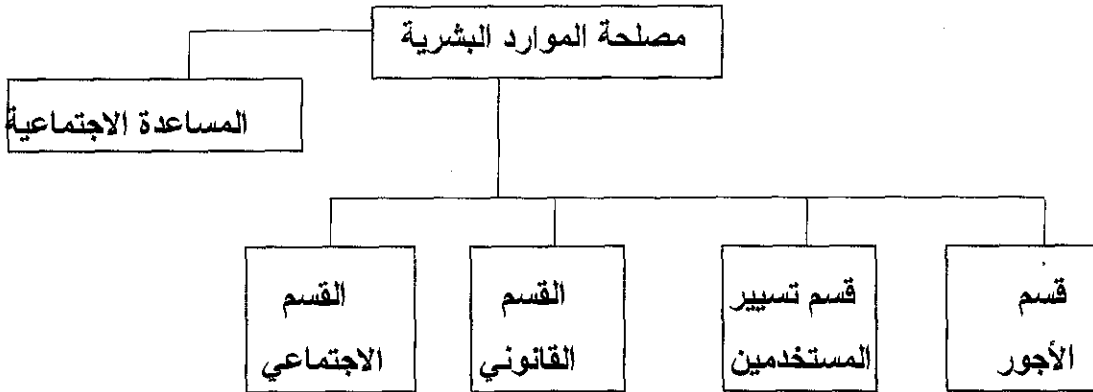 مصلحة الموارد البشرية
المساعدة الاجتماعية
قسم
الأجور
قسم تسيير
المستخدمين
القسم
القانوني
القسم
الاجتماعي